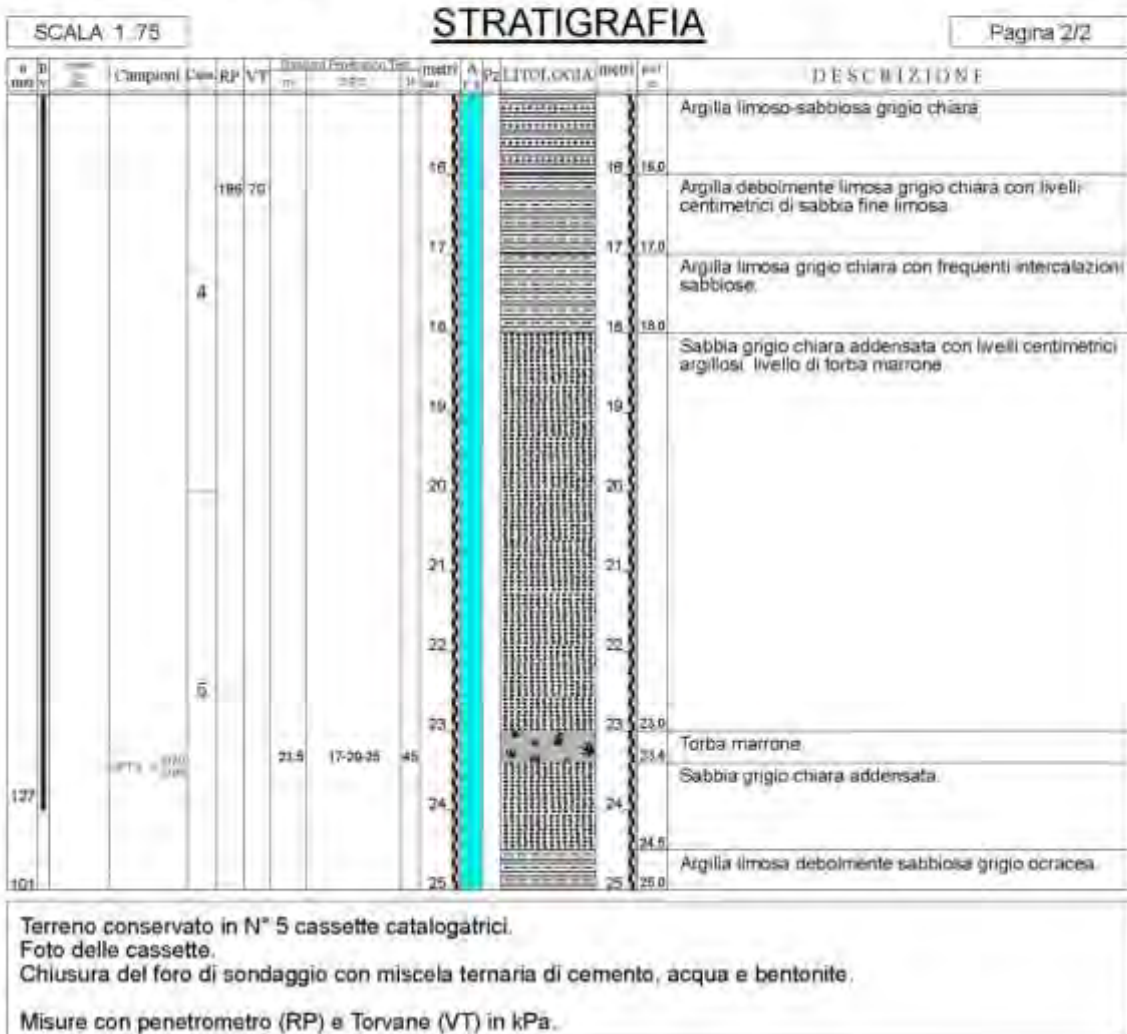 SCALA 1:75
STRATIGRAFIA
Pagina 2/2
Campioni RP VT Standard Penetration Test metri Pz LITOLOGIA metri DESCRIZIONE
Argilla limoso-sabbiosa grigio chiara
16 16 16.0
Argilla debolmente limosa grigio chiara con livelli
centimetrici di sabbia fine limosa.
17 17 17.0
Argilla limosa grigio chiara con frequenti intercalazioni
sabbiose.
4
18 18 18.0
Sabbia grigio chiara addensata con livelli centimetrici
argillosi livello di torba marrone
19 19
20 20
21 21
22 22
5
23 23 23.0
Torba marrone
17-20-25 45
Sabbia grigio chiara addensata.
127 24 24
24.5
Argilla limosa debolmente sabbiosa grigio ocracea.
101 25 25 25.0
Terreno conservato in N° 5 cassette catalogatrici.
Foto delle cassette.
Chiusura del foro di sondaggio con miscela ternaria di cemento, acqua e bentonite.
Misure con penetrometro (RP) e Torvane (VT) in kPa.